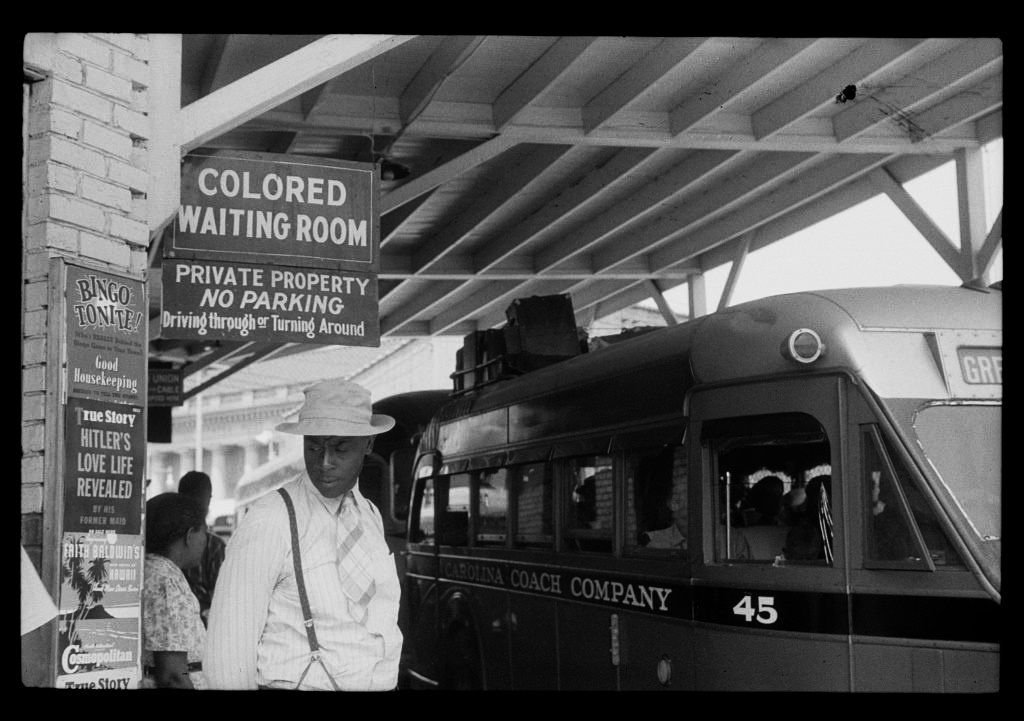 COLORED
WAITING ROOM
PRIVATE PROPERTY
NO PARKING
Driving through or Turning Around
BINGO
TONITE!
Good
Housekeeping
True Story
HITLER'S
LOVE LIFE
REVEALED
BY HIS
FORMER MAID
FAITH BALDWIN'S
HAWAII
Cosmopolitan
True Story
UNION
CAROLINA COACH COMPANY
45
GRE